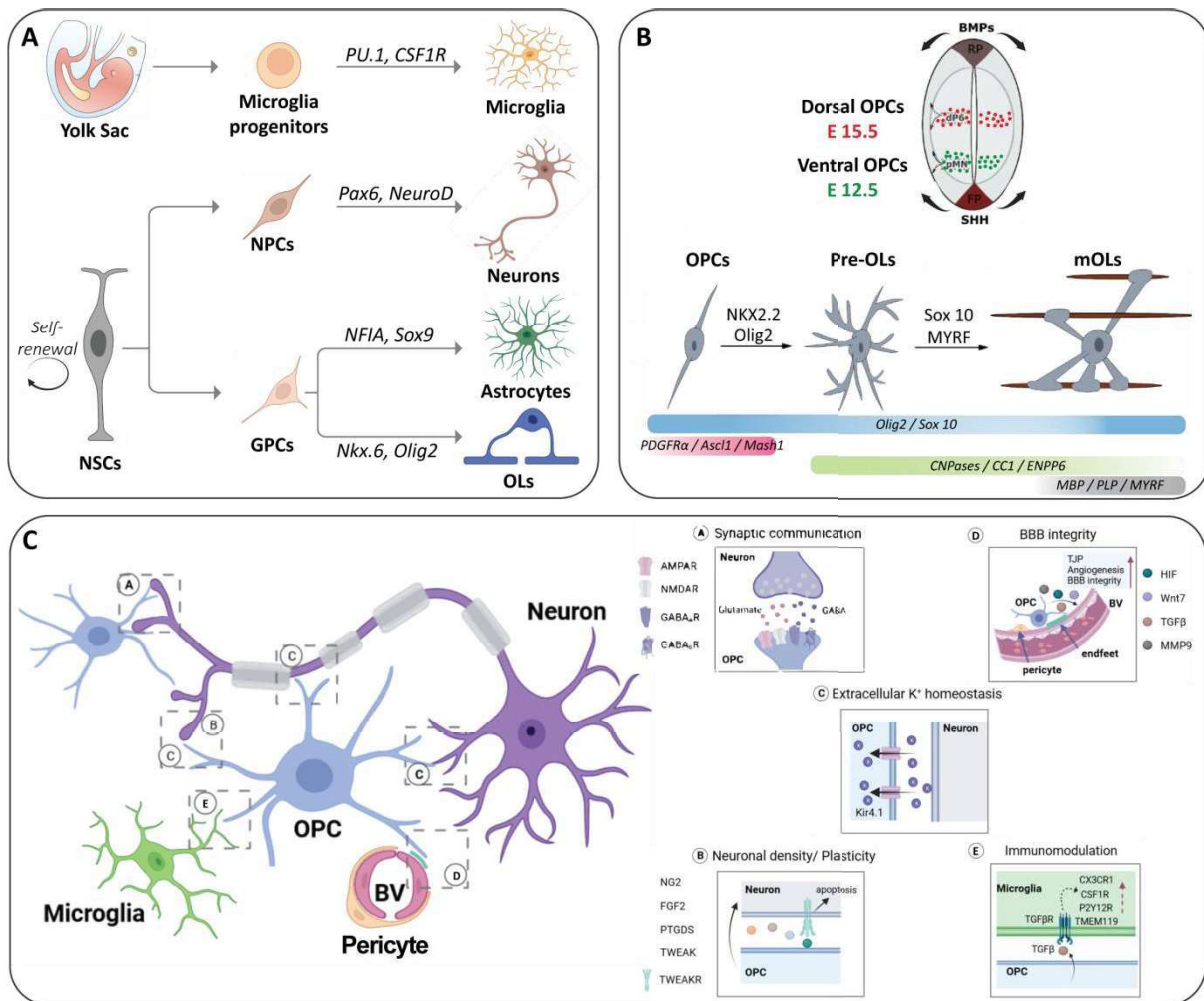 A
Yolk Sac
Microglia
progenitors
PU.1, CSF1R
Microglia
NPCs
Pax6, NeuroD
Neurons
Self-
renewal
NSCs
GPCs
NFIA, Sox9
Astrocytes
Nkx.6, Olig2
OLs
B
BMPs
RP
Dorsal OPCs
E 15.5
dP6
Ventral OPCs
E 12.5
pMN
FP
SHH
OPCs
Pre-OLs
mOLs
NKX2.2
Olig2
Sox 10
MYRF
Olig2 / Sox 10
PDGFRα / Ascl1 / Mash1
CNPases / CC1 / ENPP6
MBP / PLP / MYRF
C
A
C
B
C
C
E
D
Neuron
OPC
Microglia
BV
Pericyte
A Synaptic communication
AMPAR
NMDAR
GABAₐR
GABAᵦR
Neuron
Glutamate
GABA
OPC
D BBB integrity
TJP
Angiogenesis
BBB integrity
OPC
BV
endfeet
pericyte
HIF
Wnt7
TGFβ
MMP9
C Extracellular K⁺ homeostasis
OPC
Neuron
K
K
K
K
K
K
K
K
K
Kir4.1
B Neuronal density/ Plasticity
NG2
FGF2
PTGDS
TWEAK
TWEAKR
Neuron
apoptosis
OPC
E Immunomodulation
Microglia
CX3CR1
CSF1R
P2Y12R
TMEM119
TGFβR
TGFβ
OPC